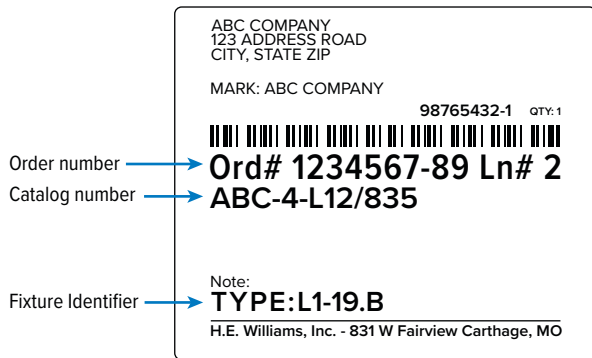 ABC COMPANY
123 ADDRESS ROAD
CITY, STATE ZIP
MARK: ABC COMPANY
98765432-1 QTY: 1
Order number
Ord# 1234567-89 Ln# 2
Catalog number
ABC-4-L12/835
Note:
Fixture Identifier
TYPE:L1-19.B
H.E. Williams, Inc. - 831 W Fairview Carthage, MO